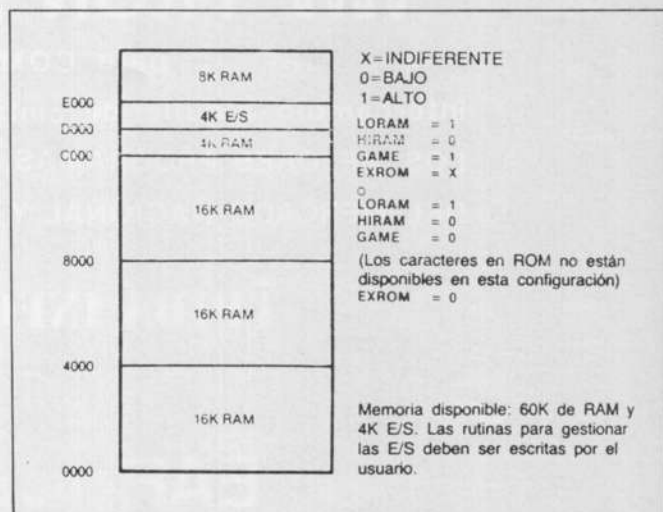 8K RAM
E000
4K E/S
D000
4K RAM
C000
16K RAM
8000
16K RAM
4000
16K RAM
0000
X=INDIFERENTE
0=BAJO
1=ALTO
LORAM = 1
HIRAM = 0
GAME = 1
EXROM = X
O
LORAM = 1
HIRAM = 0
GAME = 0
(Los caracteres en ROM no están
disponibles en esta configuración)
EXROM = 0
Memoria disponible: 60K de RAM y
4K E/S. Las rutinas para gestionar
las E/S deben ser escritas por el
usuario.